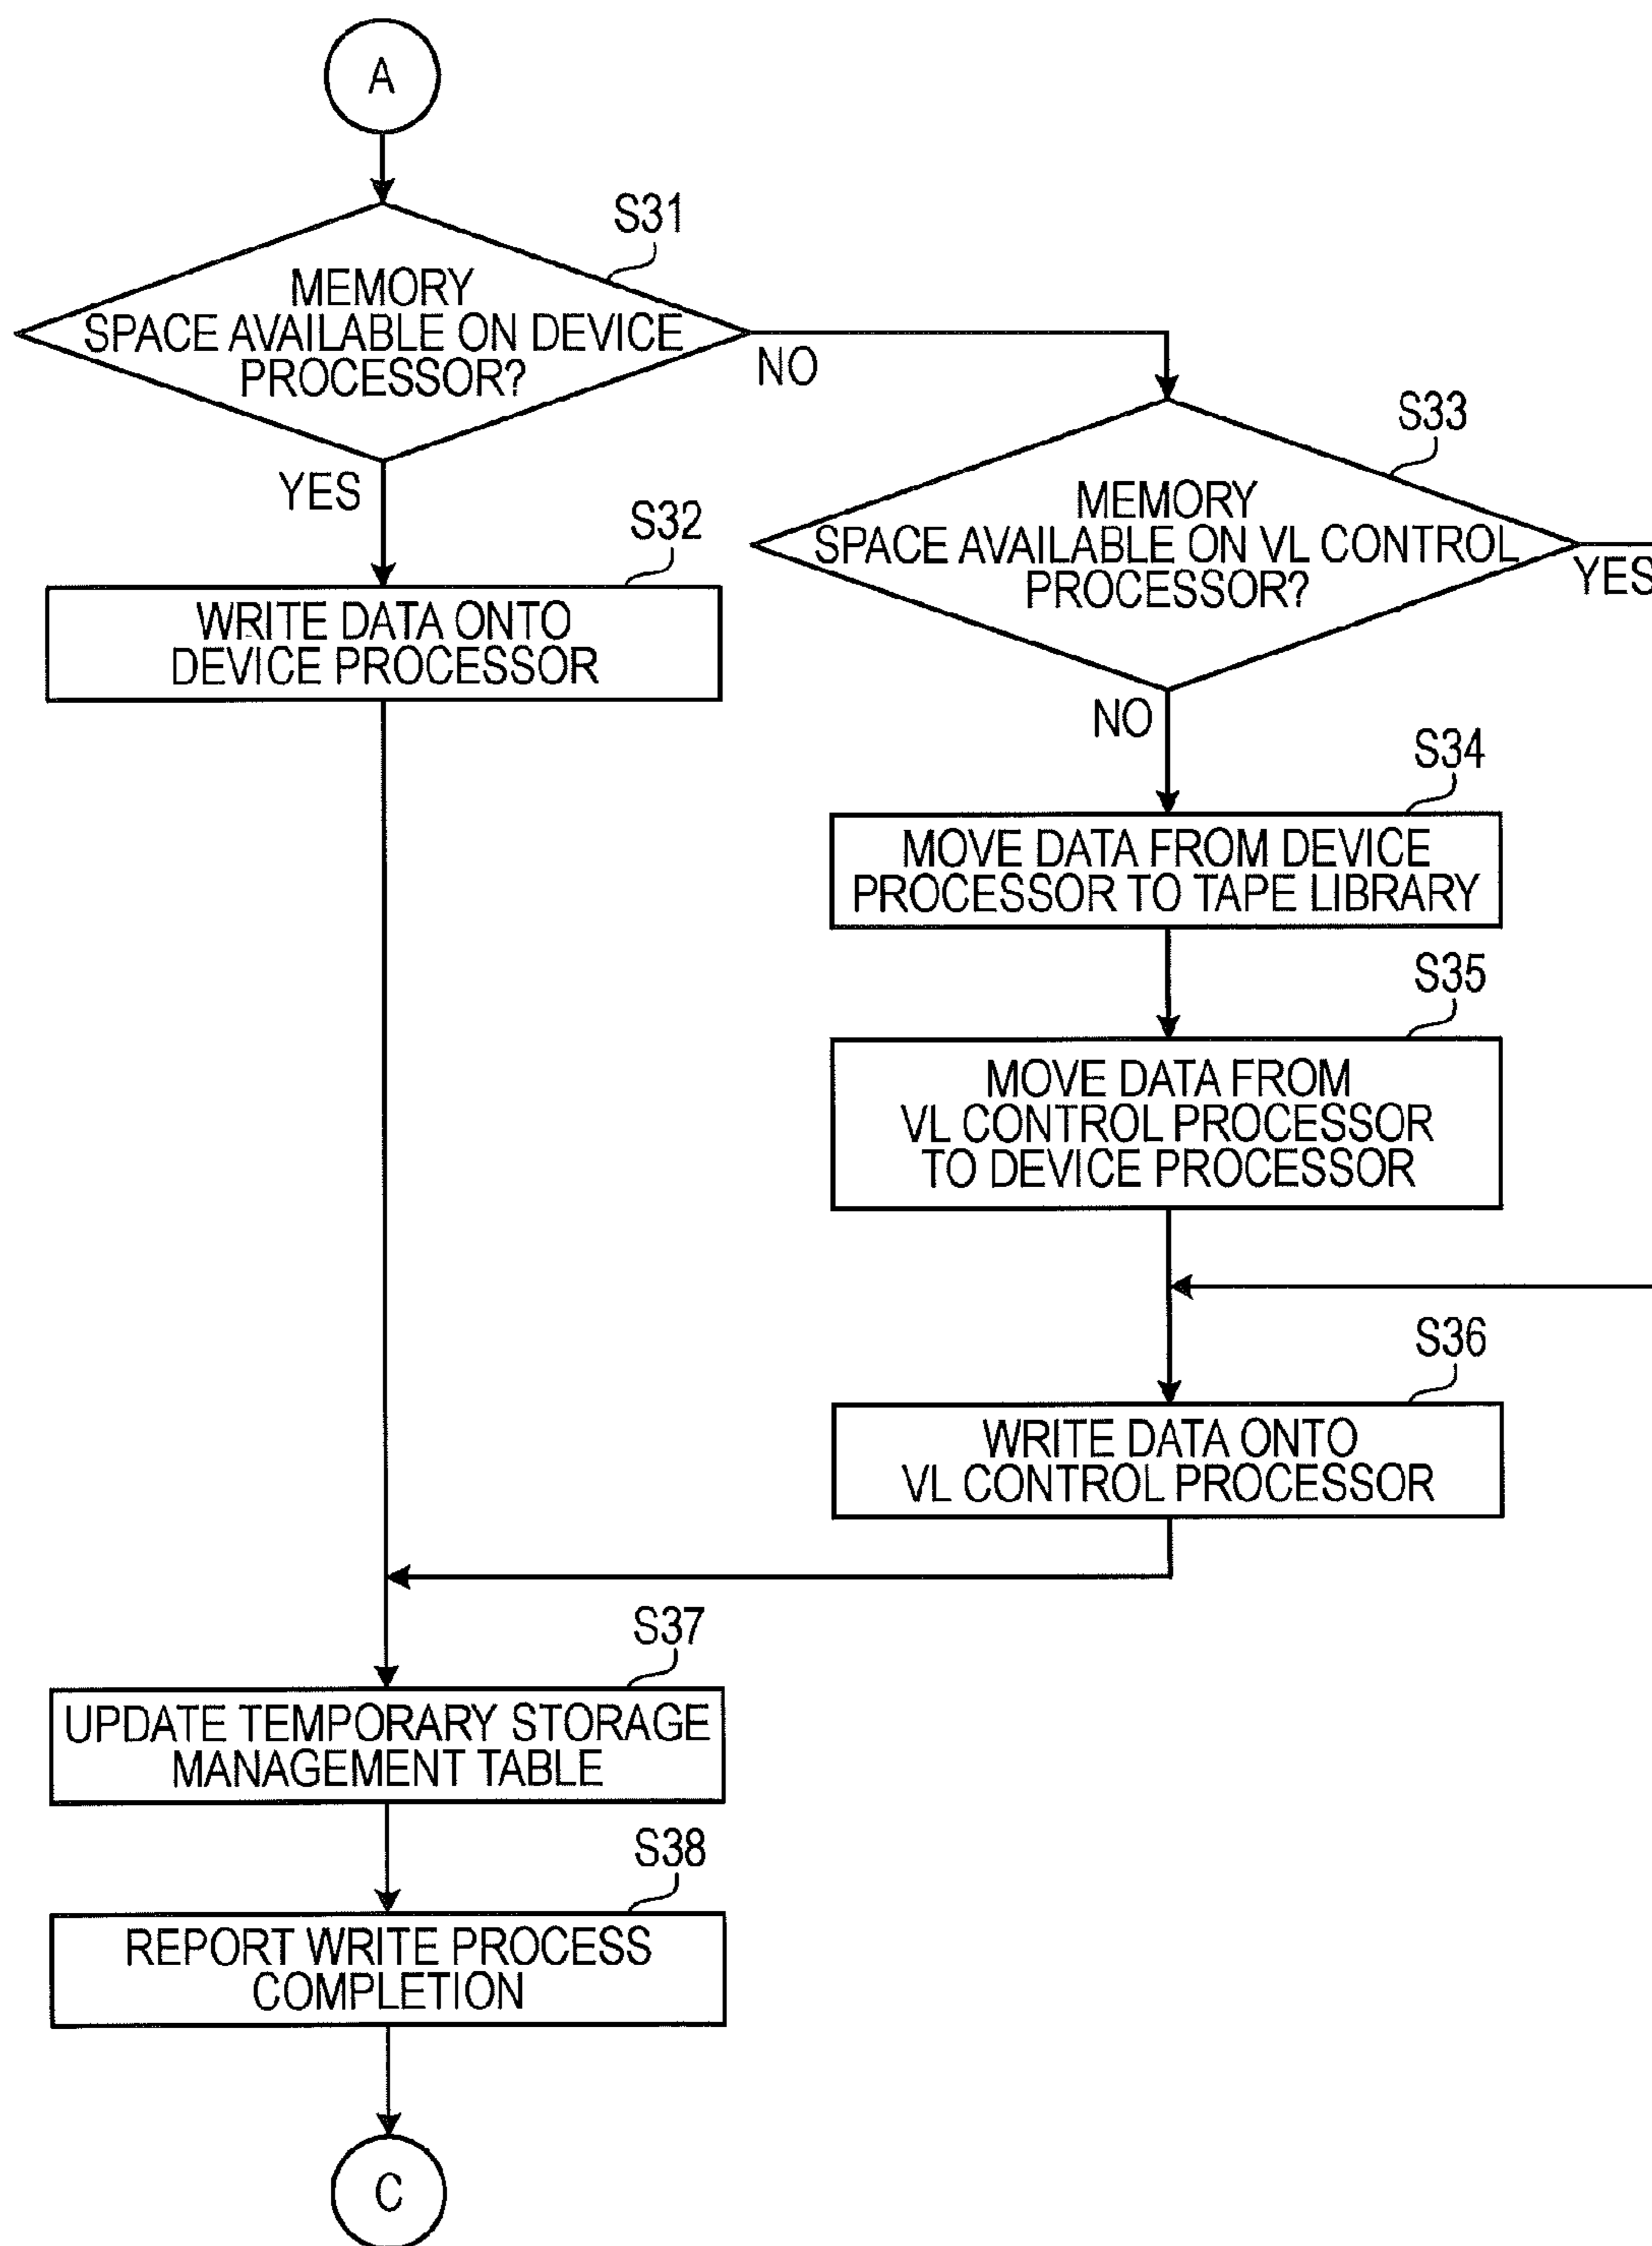 A
S31
MEMORY
SPACE AVAILABLE ON DEVICE
PROCESSOR?
NO
YES
S33
MEMORY
SPACE AVAILABLE ON VL CONTROL
PROCESSOR?
YES
NO
S32
WRITE DATA ONTO
DEVICE PROCESSOR
S34
MOVE DATA FROM DEVICE
PROCESSOR TO TAPE LIBRARY
S35
MOVE DATA FROM
VL CONTROL PROCESSOR
TO DEVICE PROCESSOR
S36
WRITE DATA ONTO
VL CONTROL PROCESSOR
S37
UPDATE TEMPORARY STORAGE
MANAGEMENT TABLE
S38
REPORT WRITE PROCESS
COMPLETION
C